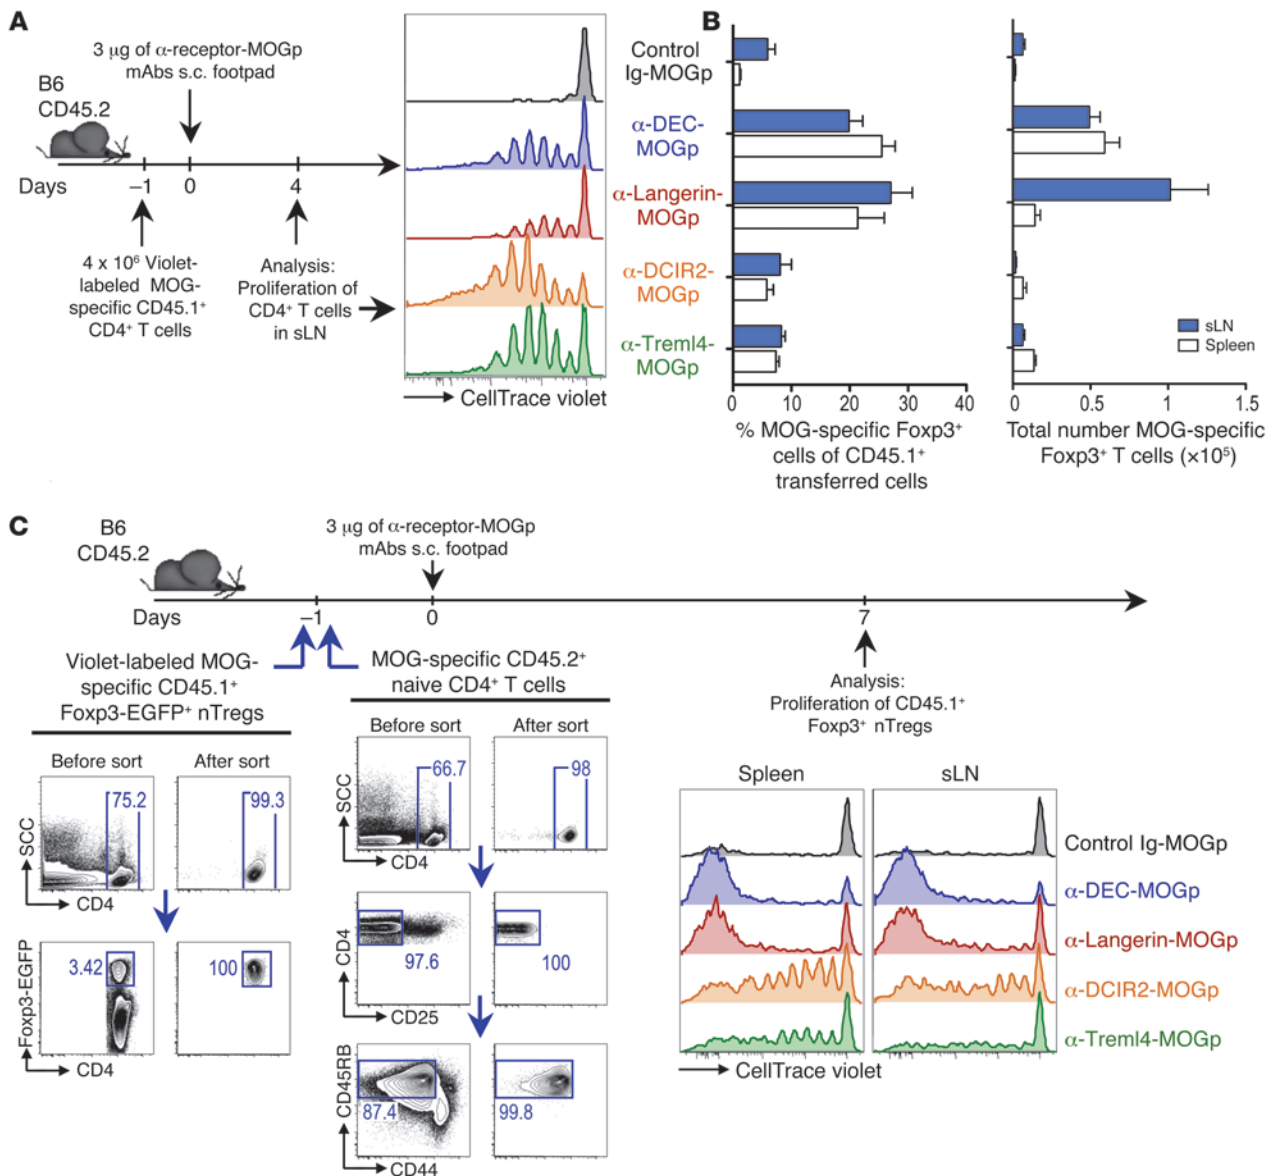 A
3 μg of α-receptor-MOGp
mAbs s.c. footpad
B6
CD45.2
Days
–1
0
4
4 x 10⁶ Violet-
labeled MOG-
specific CD45.1⁺
CD4⁺ T cells
Analysis:
Proliferation of
CD4⁺ T cells
in sLN
CellTrace violet
B
Control
Ig-MOGp
α-DEC-
MOGp
α-Langerin-
MOGp
α-DCIR2-
MOGp
α-Treml4-
MOGp
0 10 20 30 40
% MOG-specific Foxp3⁺
cells of CD45.1⁺
transferred cells
sLN
Spleen
0 0.5 1 1.5
Total number MOG-specific
Foxp3⁺ T cells (×10⁵)
C
B6
CD45.2
3 μg of α-receptor-MOGp
mAbs s.c. footpad
Days
–1
0
7
Violet-labeled MOG-
specific CD45.1⁺
Foxp3-EGFP⁺ nTregs
Before sort
After sort
75.2
99.3
SCC
CD4
3.42
100
Foxp3-EGFP
CD4
MOG-specific CD45.2⁺
naive CD4⁺ T cells
Before sort
After sort
66.7
98
SCC
CD4
97.6
100
CD4
CD25
87.4
99.8
CD45RB
CD44
Analysis:
Proliferation of CD45.1⁺
Foxp3⁺ nTregs
Spleen
sLN
Control Ig-MOGp
α-DEC-MOGp
α-Langerin-MOGp
α-DCIR2-MOGp
α-Treml4-MOGp
CellTrace violet